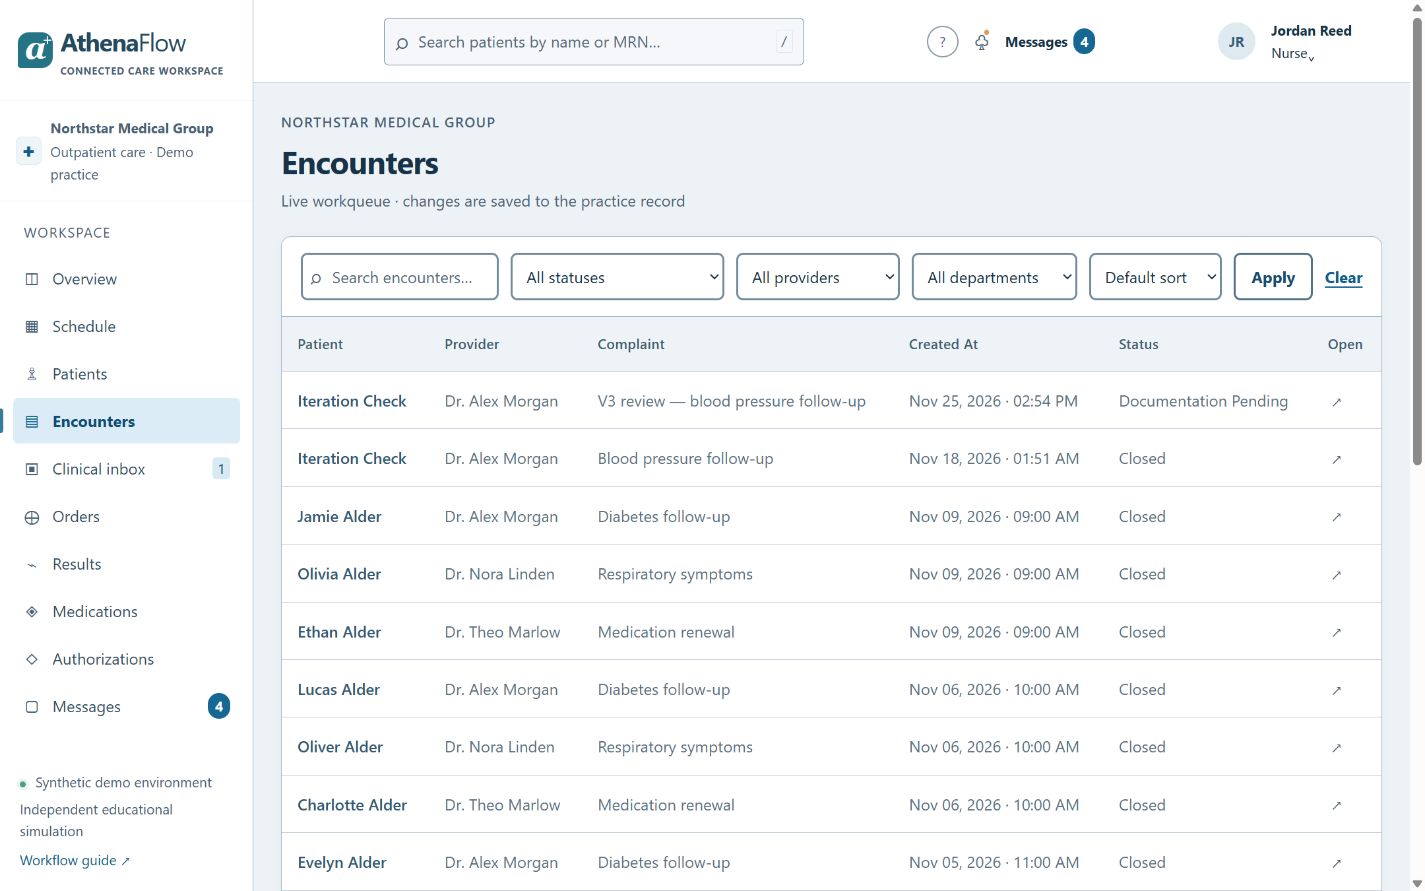 AthenaFlow
CONNECTED CARE WORKSPACE
Search patients by name or MRN...
/
?
Messages 4
JR
Jordan Reed
Nurse
Northstar Medical Group
Outpatient care · Demo
practice
WORKSPACE
Overview
Schedule
Patients
Encounters
Clinical inbox 1
Orders
Results
Medications
Authorizations
Messages 4
Synthetic demo environment
Independent educational
simulation
Workflow guide ↗
NORTHSTAR MEDICAL GROUP
Encounters
Live workqueue · changes are saved to the practice record
Search encounters... All statuses All providers All departments Default sort Apply Clear
Patient Provider Complaint Created At Status Open
Iteration Check Dr. Alex Morgan V3 review — blood pressure follow-up Nov 25, 2026 · 02:54 PM Documentation Pending ↗
Iteration Check Dr. Alex Morgan Blood pressure follow-up Nov 18, 2026 · 01:51 AM Closed ↗
Jamie Alder Dr. Alex Morgan Diabetes follow-up Nov 09, 2026 · 09:00 AM Closed ↗
Olivia Alder Dr. Nora Linden Respiratory symptoms Nov 09, 2026 · 09:00 AM Closed ↗
Ethan Alder Dr. Theo Marlow Medication renewal Nov 09, 2026 · 09:00 AM Closed ↗
Lucas Alder Dr. Alex Morgan Diabetes follow-up Nov 06, 2026 · 10:00 AM Closed ↗
Oliver Alder Dr. Nora Linden Respiratory symptoms Nov 06, 2026 · 10:00 AM Closed ↗
Charlotte Alder Dr. Theo Marlow Medication renewal Nov 06, 2026 · 10:00 AM Closed ↗
Evelyn Alder Dr. Alex Morgan Diabetes follow-up Nov 05, 2026 · 11:00 AM Closed ↗